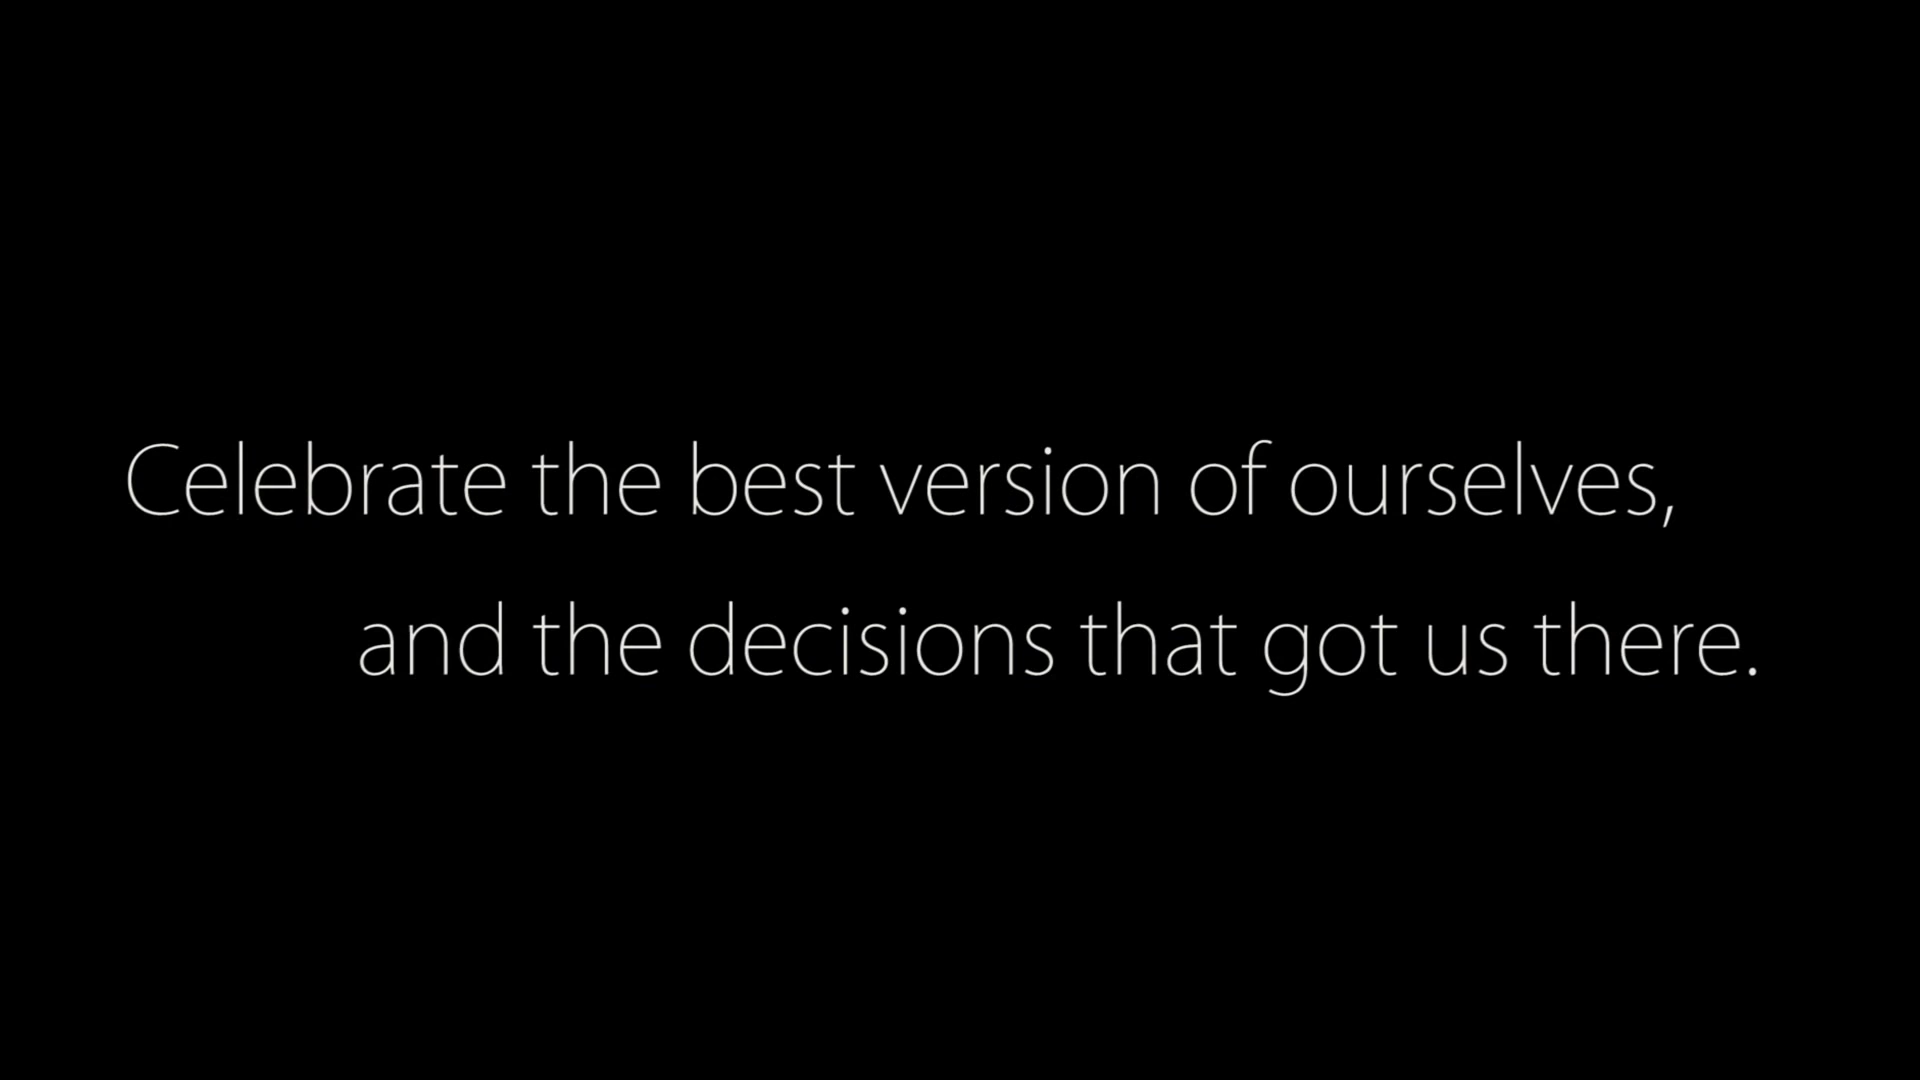 Celebrate the best version of ourselves,
and the decisions that got us there.